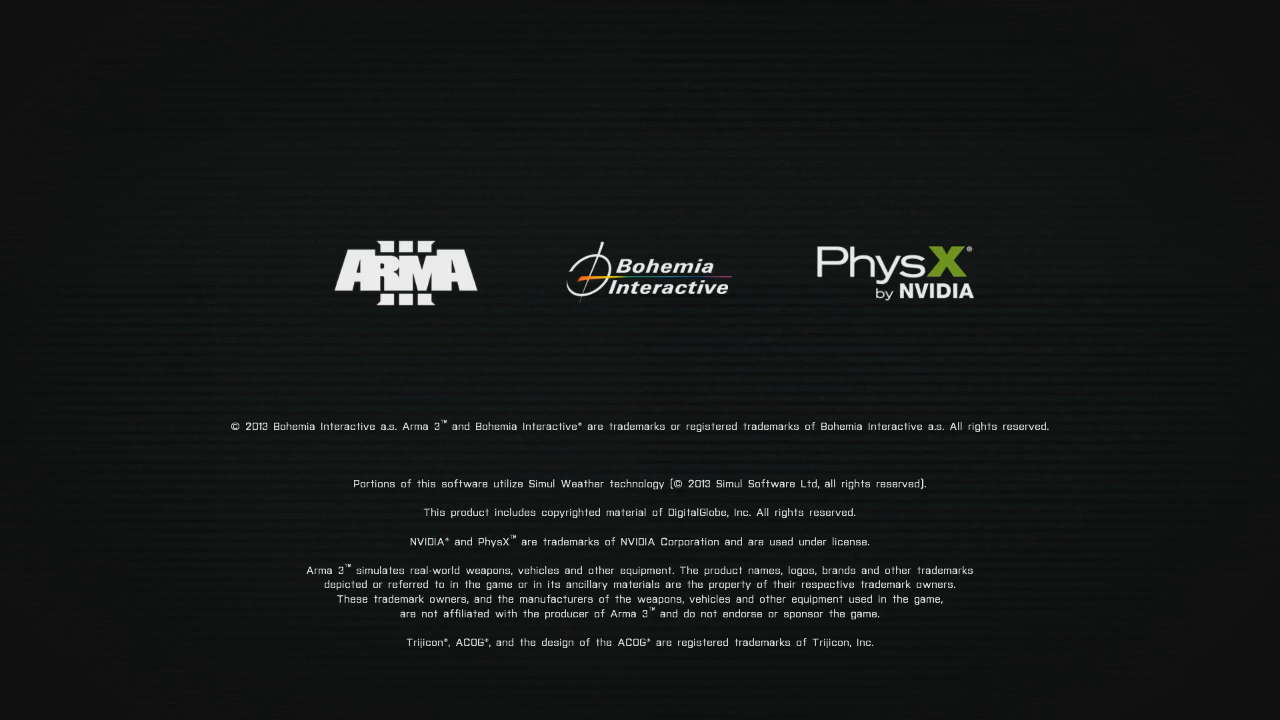 ARMA III
Bohemia
Interactive
PhysX®
by NVIDIA
© 2013 Bohemia Interactive a.s. Arma 3™ and Bohemia Interactive® are trademarks or registered trademarks of Bohemia Interactive a.s. All rights reserved.
Portions of this software utilize Simul Weather technology (© 2013 Simul Software Ltd, all rights reserved).
This product includes copyrighted material of DigitalGlobe, Inc. All rights reserved.
NVIDIA® and PhysX™ are trademarks of NVIDIA Corporation and are used under license.
Arma 3™ simulates real-world weapons, vehicles and other equipment. The product names, logos, brands and other trademarks
depicted or referred to in the game or in its ancillary materials are the property of their respective trademark owners.
These trademark owners, and the manufacturers of the weapons, vehicles and other equipment used in the game,
are not affiliated with the producer of Arma 3™ and do not endorse or sponsor the game.
Trijicon®, ACOG®, and the design of the ACOG® are registered trademarks of Trijicon, Inc.